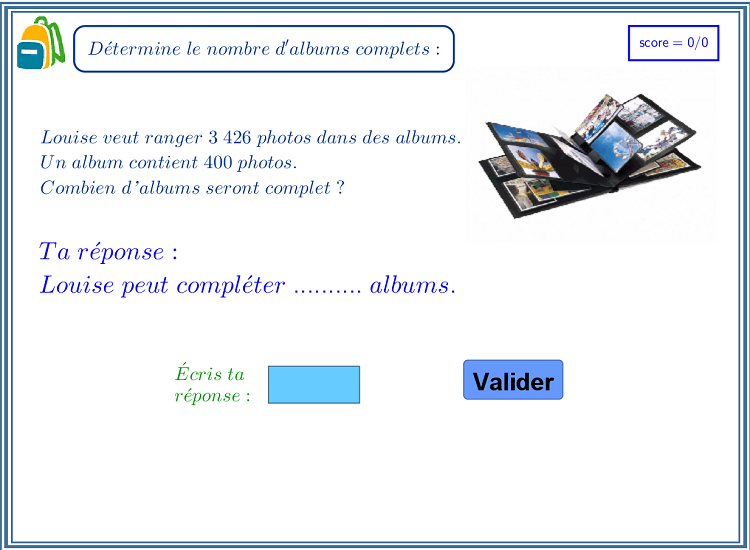 Détermine le nombre d'albums complets :
score = 0/0
Louise veut ranger 3 426 photos dans des albums.
Un album contient 400 photos.
Combien d'albums seront complet ?
Ta réponse :
Louise peut compléter .......... albums.
Écris ta
réponse :
Valider